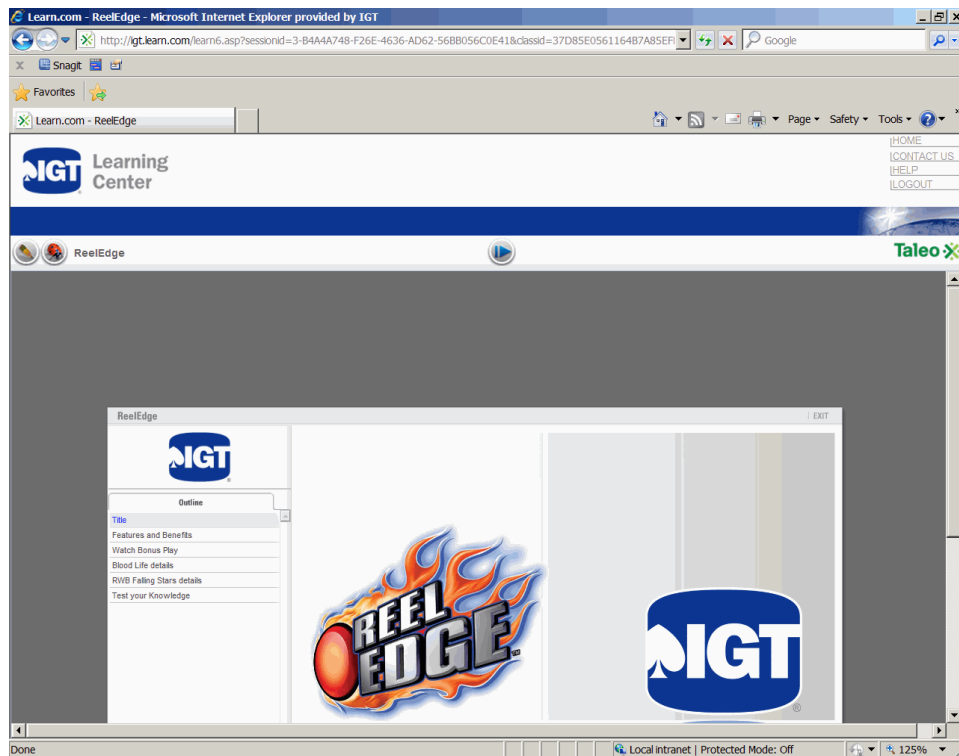 Learn.com - ReelEdge - Microsoft Internet Explorer provided by IGT
http://igt.learn.com/learn6.asp?sessionid=3-B4A4A748-F26E-4636-AD62-56BB056C0E41&classid=37D85E0561164B7A85EF
Google
x Snagit
Favorites
Learn.com - ReelEdge
Page Safety Tools
IGT Learning Center
|HOME
|CONTACT US
|HELP
|LOGOUT
ReelEdge
Taleo
ReelEdge
| EXIT
IGT
Outline
Title
Features and Benefits
Watch Bonus Play
Blood Life details
RWB Falling Stars details
Test your Knowledge
REEL
EDGE™
IGT®
Done
Local intranet | Protected Mode: Off
125%